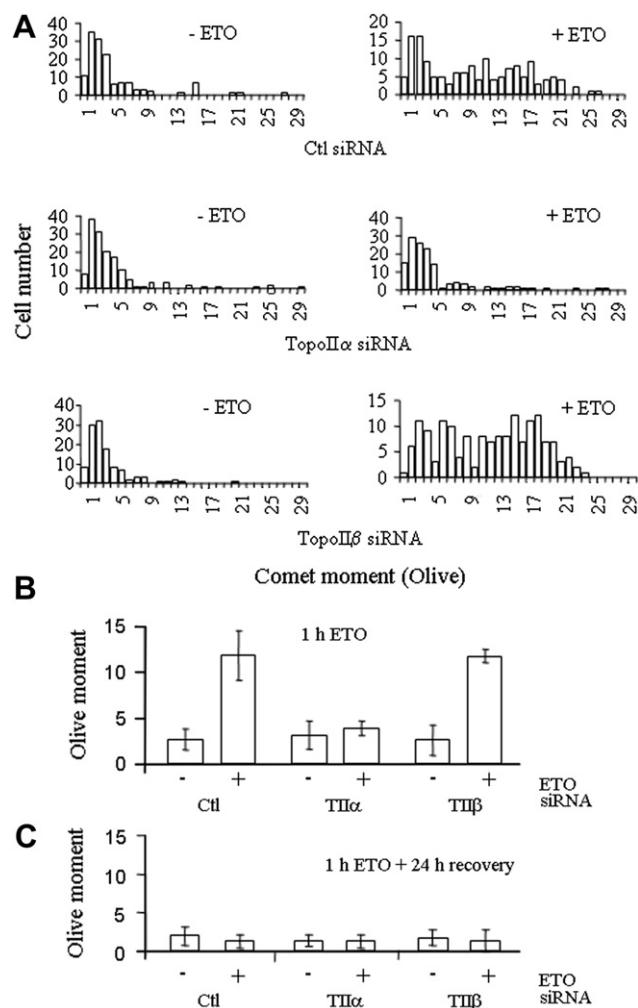 A
- ETO
+ ETO
40
30
20
10
0
20
15
10
5
0
1 5 9 13 17 21 25 29
1 5 9 13 17 21 25 29
Ctl siRNA
Cell number
- ETO
+ ETO
40
30
20
10
0
40
30
20
10
0
1 5 9 13 17 21 25 29
1 5 9 13 17 21 25 29
TopoIIα siRNA
- ETO
+ ETO
40
30
20
10
0
15
10
5
0
1 5 9 13 17 21 25 29
1 5 9 13 17 21 25 29
TopoIIβ siRNA
Comet moment (Olive)
B
Olive moment
15
10
5
0
1 h ETO
- + - + - + ETO
Ctl TIIα TIIβ siRNA
C
Olive moment
15
10
5
0
1 h ETO + 24 h recovery
- + - + - + ETO
Ctl TIIα TIIβ siRNA